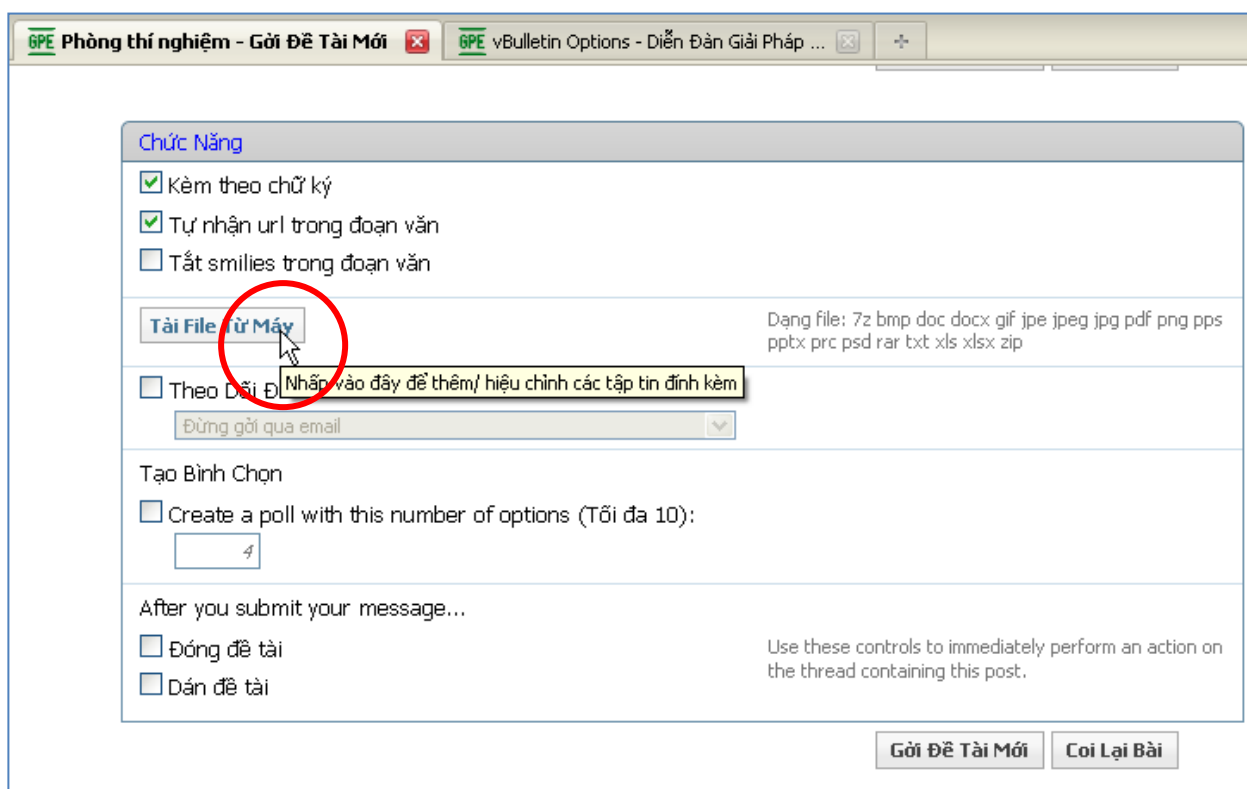 GPE Phòng thí nghiệm - Gởi Đề Tài Mới
GPE vBulletin Options - Diễn Đàn Giải Pháp ...
Chức Năng
Kèm theo chữ ký
Tự nhận url trong đoạn văn
Tắt smilies trong đoạn văn
Tải File Từ Máy
Dạng file: 7z bmp doc docx gif jpe jpeg jpg pdf png pps
pptx prc psd rar txt xls xlsx zip
Nhấp vào đây để thêm/ hiệu chỉnh các tập tin đính kèm
Theo Dõi Đ
Đừng gởi qua email
Tạo Bình Chọn
Create a poll with this number of options (Tối đa 10):
4
After you submit your message...
Đóng đề tài
Dán đề tài
Use these controls to immediately perform an action on
the thread containing this post.
Gởi Đề Tài Mới
Coi Lại Bài